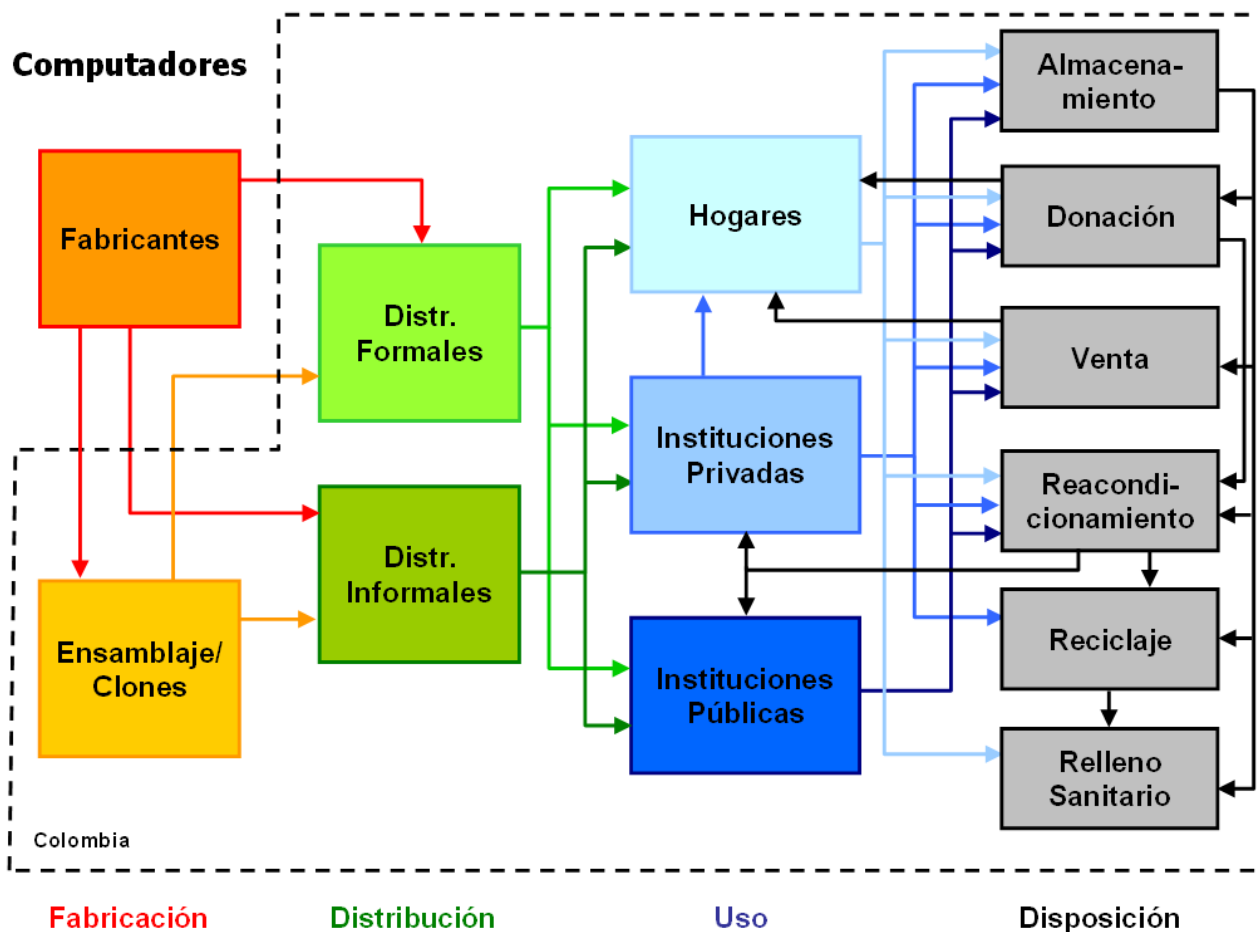 Computadores
Fabricantes
Ensamblaje/
Clones
Colombia
Distr.
Formales
Distr.
Informales
Hogares
Instituciones
Privadas
Instituciones
Públicas
Almacena-
miento
Donación
Venta
Reacondi-
cionamiento
Reciclaje
Relleno
Sanitario
Fabricación
Distribución
Uso
Disposición